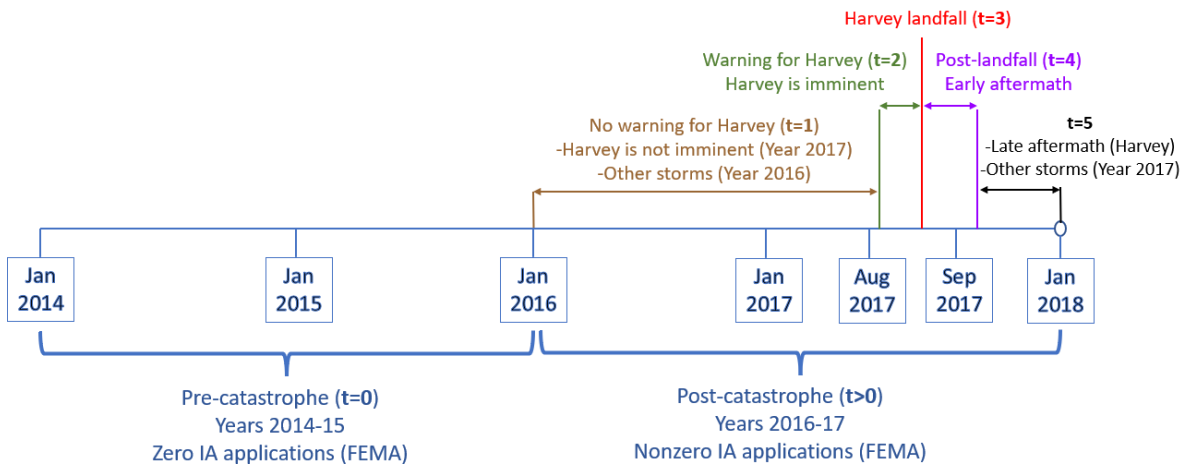 Harvey landfall (t=3)
Warning for Harvey (t=2)
Harvey is imminent
Post-landfall (t=4)
Early aftermath
No warning for Harvey (t=1)
-Harvey is not imminent (Year 2017)
-Other storms (Year 2016)
t=5
-Late aftermath (Harvey)
-Other storms (Year 2017)
Jan
2014
Jan
2015
Jan
2016
Jan
2017
Aug
2017
Sep
2017
Jan
2018
Pre-catastrophe (t=0)
Years 2014-15
Zero IA applications (FEMA)
Post-catastrophe (t>0)
Years 2016-17
Nonzero IA applications (FEMA)